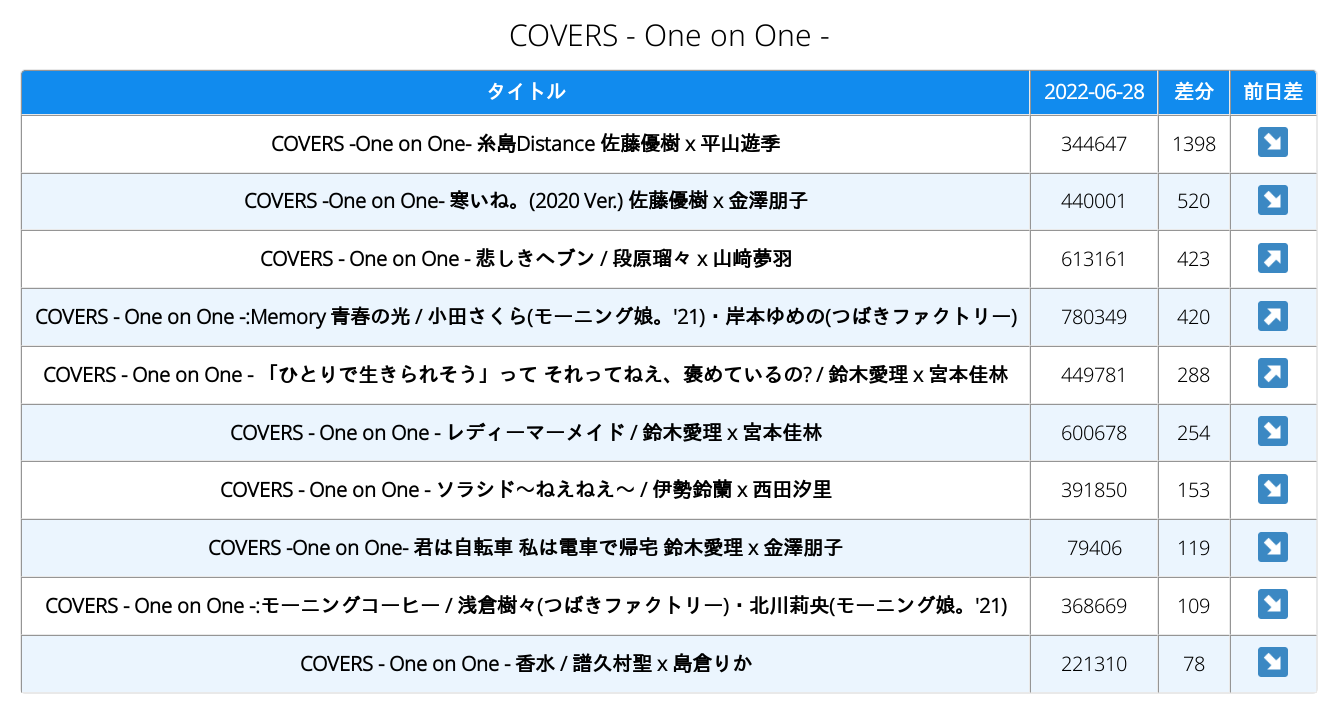 COVERS - One on One -
タイトル 2022-06-28 差分 前日差
COVERS -One on One- 糸島Distance 佐藤優樹 x 平山遊季 344647 1398
COVERS -One on One- 寒いね。(2020 Ver.) 佐藤優樹 x 金澤朋子 440001 520
COVERS - One on One - 悲しきヘブン / 段原瑠々 x 山﨑夢羽 613161 423
COVERS - One on One -:Memory 青春の光 / 小田さくら(モーニング娘。'21)・岸本ゆめの(つばきファクトリー) 780349 420
COVERS - One on One - 「ひとりで生きられそう」って それってねえ、褒めているの? / 鈴木愛理 x 宮本佳林 449781 288
COVERS - One on One - レディーマーメイド / 鈴木愛理 x 宮本佳林 600678 254
COVERS - One on One - ソラシド～ねえねえ～ / 伊勢鈴蘭 x 西田汐里 391850 153
COVERS -One on One- 君は自転車 私は電車で帰宅 鈴木愛理 x 金澤朋子 79406 119
COVERS - One on One -:モーニングコーヒー / 浅倉樹々(つばきファクトリー)・北川莉央(モーニング娘。'21) 368669 109
COVERS - One on One - 香水 / 譜久村聖 x 島倉りか 221310 78